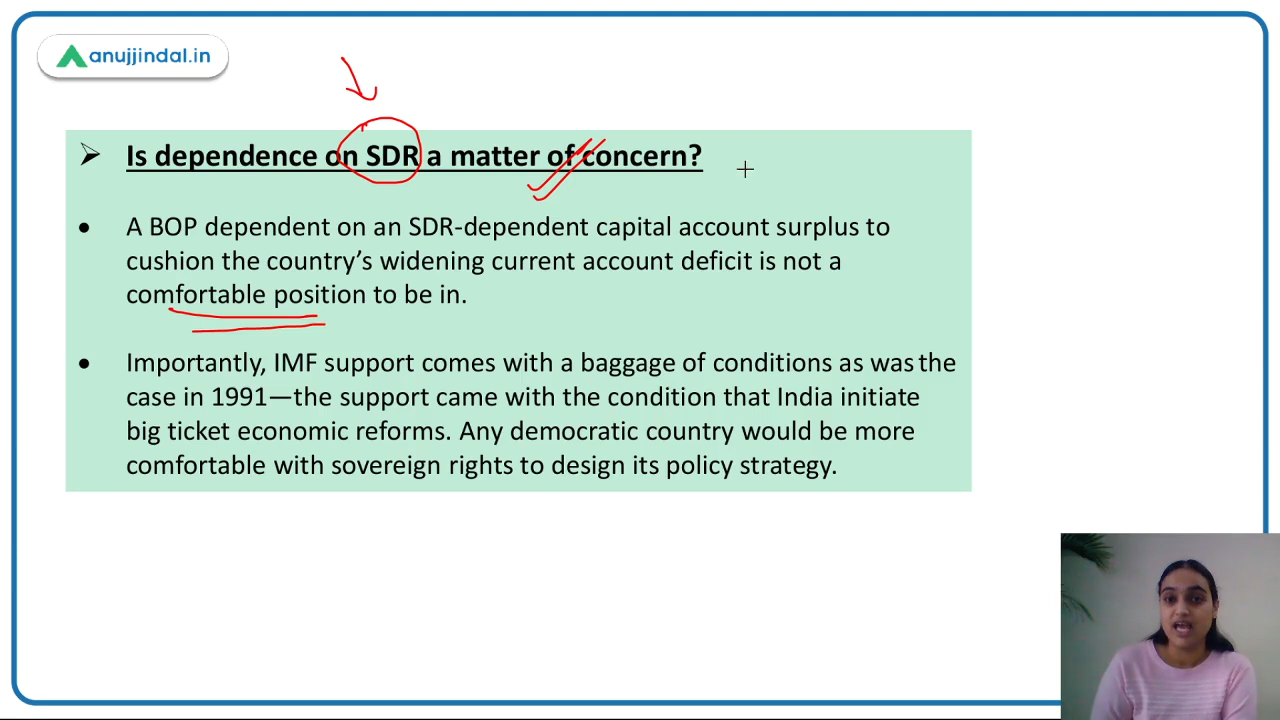 anujjindal.in
Is dependence on SDR a matter of concern?
A BOP dependent on an SDR-dependent capital account surplus to
cushion the country’s widening current account deficit is not a
comfortable position to be in.
Importantly, IMF support comes with a baggage of conditions as was the
case in 1991—the support came with the condition that India initiate
big ticket economic reforms. Any democratic country would be more
comfortable with sovereign rights to design its policy strategy.